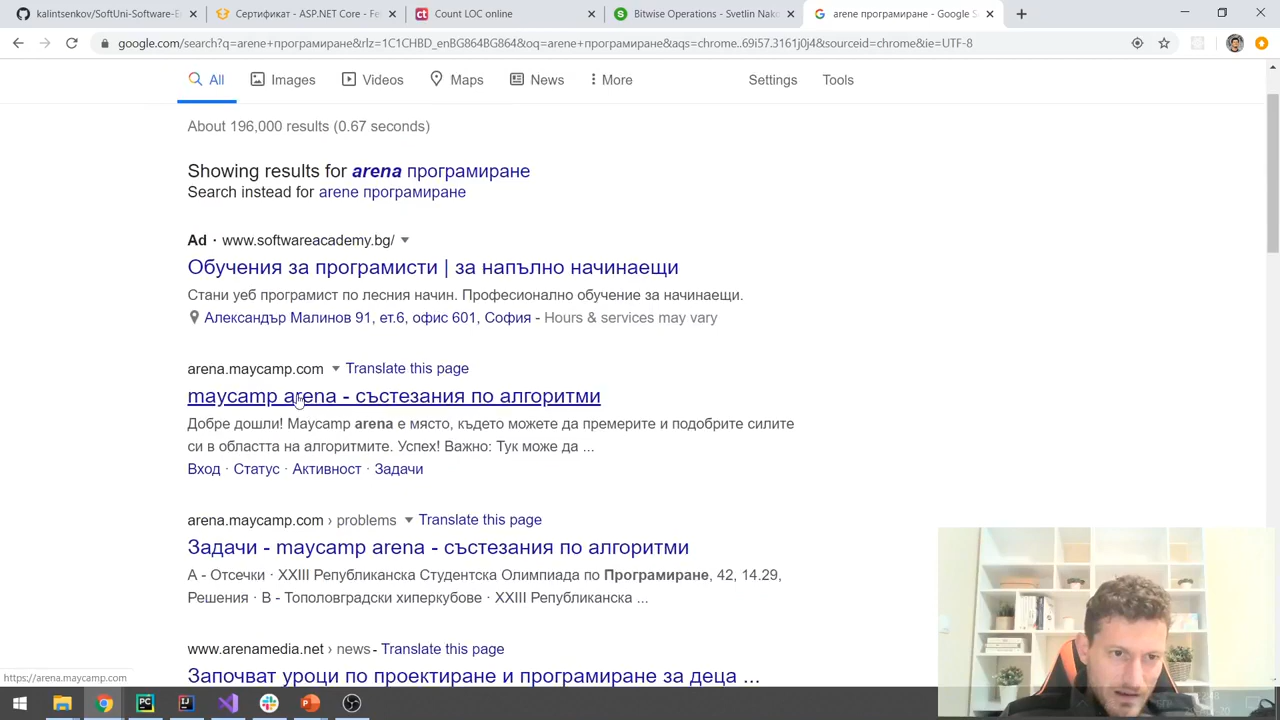 kalintsenkov/SoftUni-Software-E
Сертификат - ASP.NET Core - Fe
Count LOC online
Bitwise Operations - Svetlin Nako
arene програмиране - Google S
google.com/search?q=arene+програмиране&rlz=1C1CHBD_enBG864BG864&oq=arene+програмиране&aqs=chrome..69i57.3161j0j4&sourceid=chrome&ie=UTF-8
All Images Videos Maps News More Settings Tools
About 196,000 results (0.67 seconds)
Showing results for arena програмиране
Search instead for arene програмиране
Ad · www.softwareacademy.bg/
Обучения за програмисти | за напълно начинаещи
Стани уеб програмист по лесния начин. Професионално обучение за начинаещи.
Александър Малинов 91, ет.6, офис 601, София - Hours & services may vary
arena.maycamp.com Translate this page
maycamp arena - състезания по алгоритми
Добре дошли! Maycamp arena е място, където можете да премерите и подобрите силите
си в областта на алгоритмите. Успех! Важно: Тук може да ...
Вход · Статус · Активност · Задачи
arena.maycamp.com › problems Translate this page
Задачи - maycamp arena - състезания по алгоритми
А - Отсечки · XXIII Републиканска Студентска Олимпиада по Програмиране, 42, 14.29,
Решения · B - Тополовградски хиперкубове · XXIII Републиканска ...
www.arenamedia.net › news - Translate this page
Започват уроци по проектиране и програмиране за деца ...
https://arena.maycamp.com